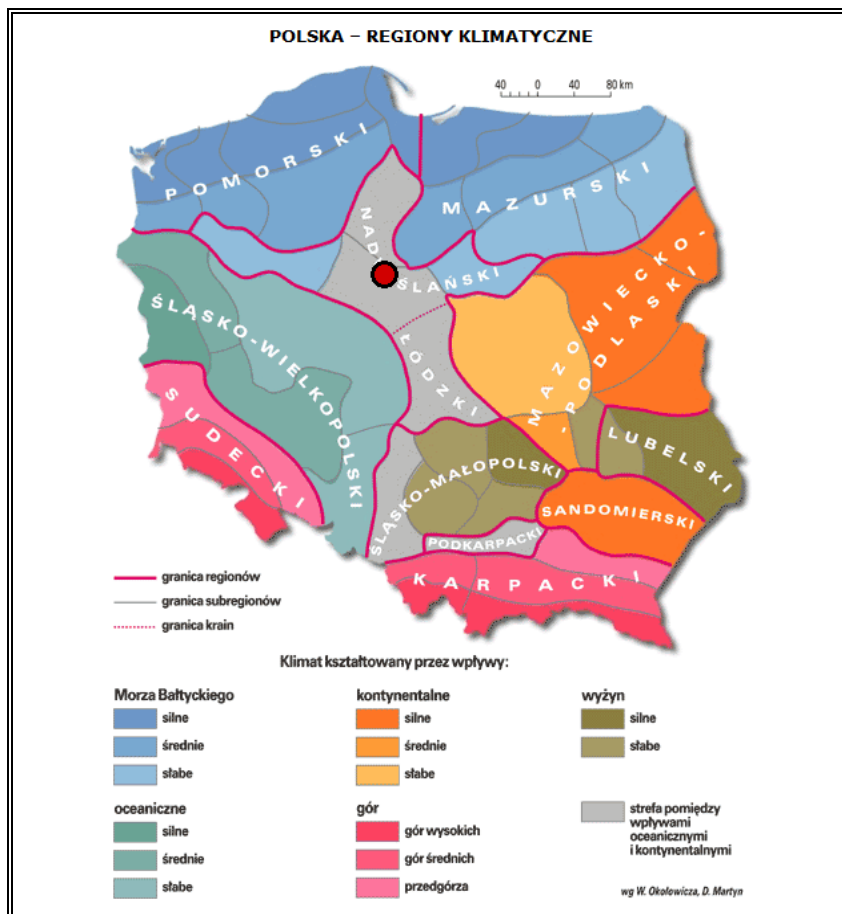 POLSKA – REGIONY KLIMATYCZNE
40 0 40 80 km
POMORSKI
MAZURSKI
NAD ŚLAŃSKI
MAZOWIECKO-
-PODLASKI
ŚLĄSKO-WIELKOPOLSKI
ŁÓDZKI
SUDECKI
LUBELSKI
ŚLĄSKO-MAŁOPOLSKI
SANDOMIERSKI
PODKARPACKI
KARPACKI
granica regionów
granica subregionów
granica krain
Klimat kształtowany przez wpływy:
Morza Bałtyckiego
silne
średnie
słabe
oceaniczne
silne
średnie
słabe
kontynentalne
silne
średnie
słabe
gór
gór wysokich
gór średnich
przedgórza
wyżyn
silne
słabe
strefa pomiędzy
wpływami
oceanicznymi
i kontynentalnymi
wg W. Okołowicza, D. Martyn